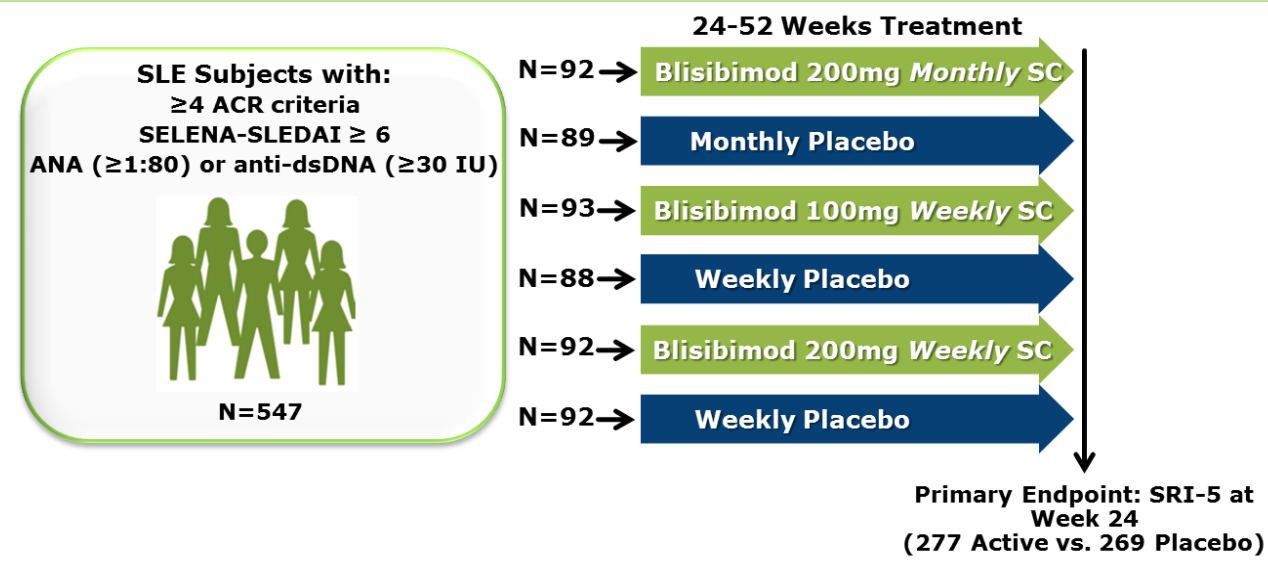 24-52 Weeks Treatment
SLE Subjects with:
≥4 ACR criteria
SELENA-SLEDAI ≥ 6
ANA (≥1:80) or anti-dsDNA (≥30 IU)
N=547
N=92
Blisibimod 200mg Monthly SC
N=89
Monthly Placebo
N=93
Blisibimod 100mg Weekly SC
N=88
Weekly Placebo
N=92
Blisibimod 200mg Weekly SC
N=92
Weekly Placebo
Primary Endpoint: SRI-5 at
Week 24
(277 Active vs. 269 Placebo)